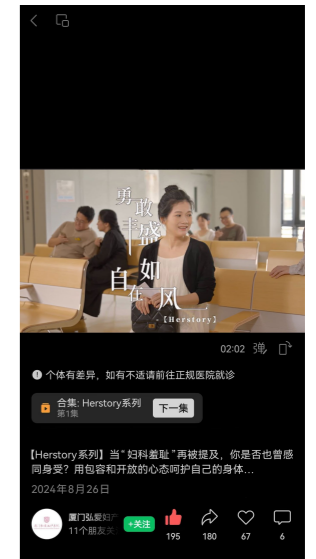 勇敢
丰盛
自在
如风
【Herstory】
02:02 弹
个体有差异，如有不适请前往正规医院就诊
合集: Herstory系列
第1集
下一集
【Herstory系列】当“妇科羞耻”再被提及，你是否也曾感
同身受？用包容和开放的心态呵护自己的身体...
2024年8月26日
厦门弘爱妇产
11个朋友关
+关注
195 180 67 6